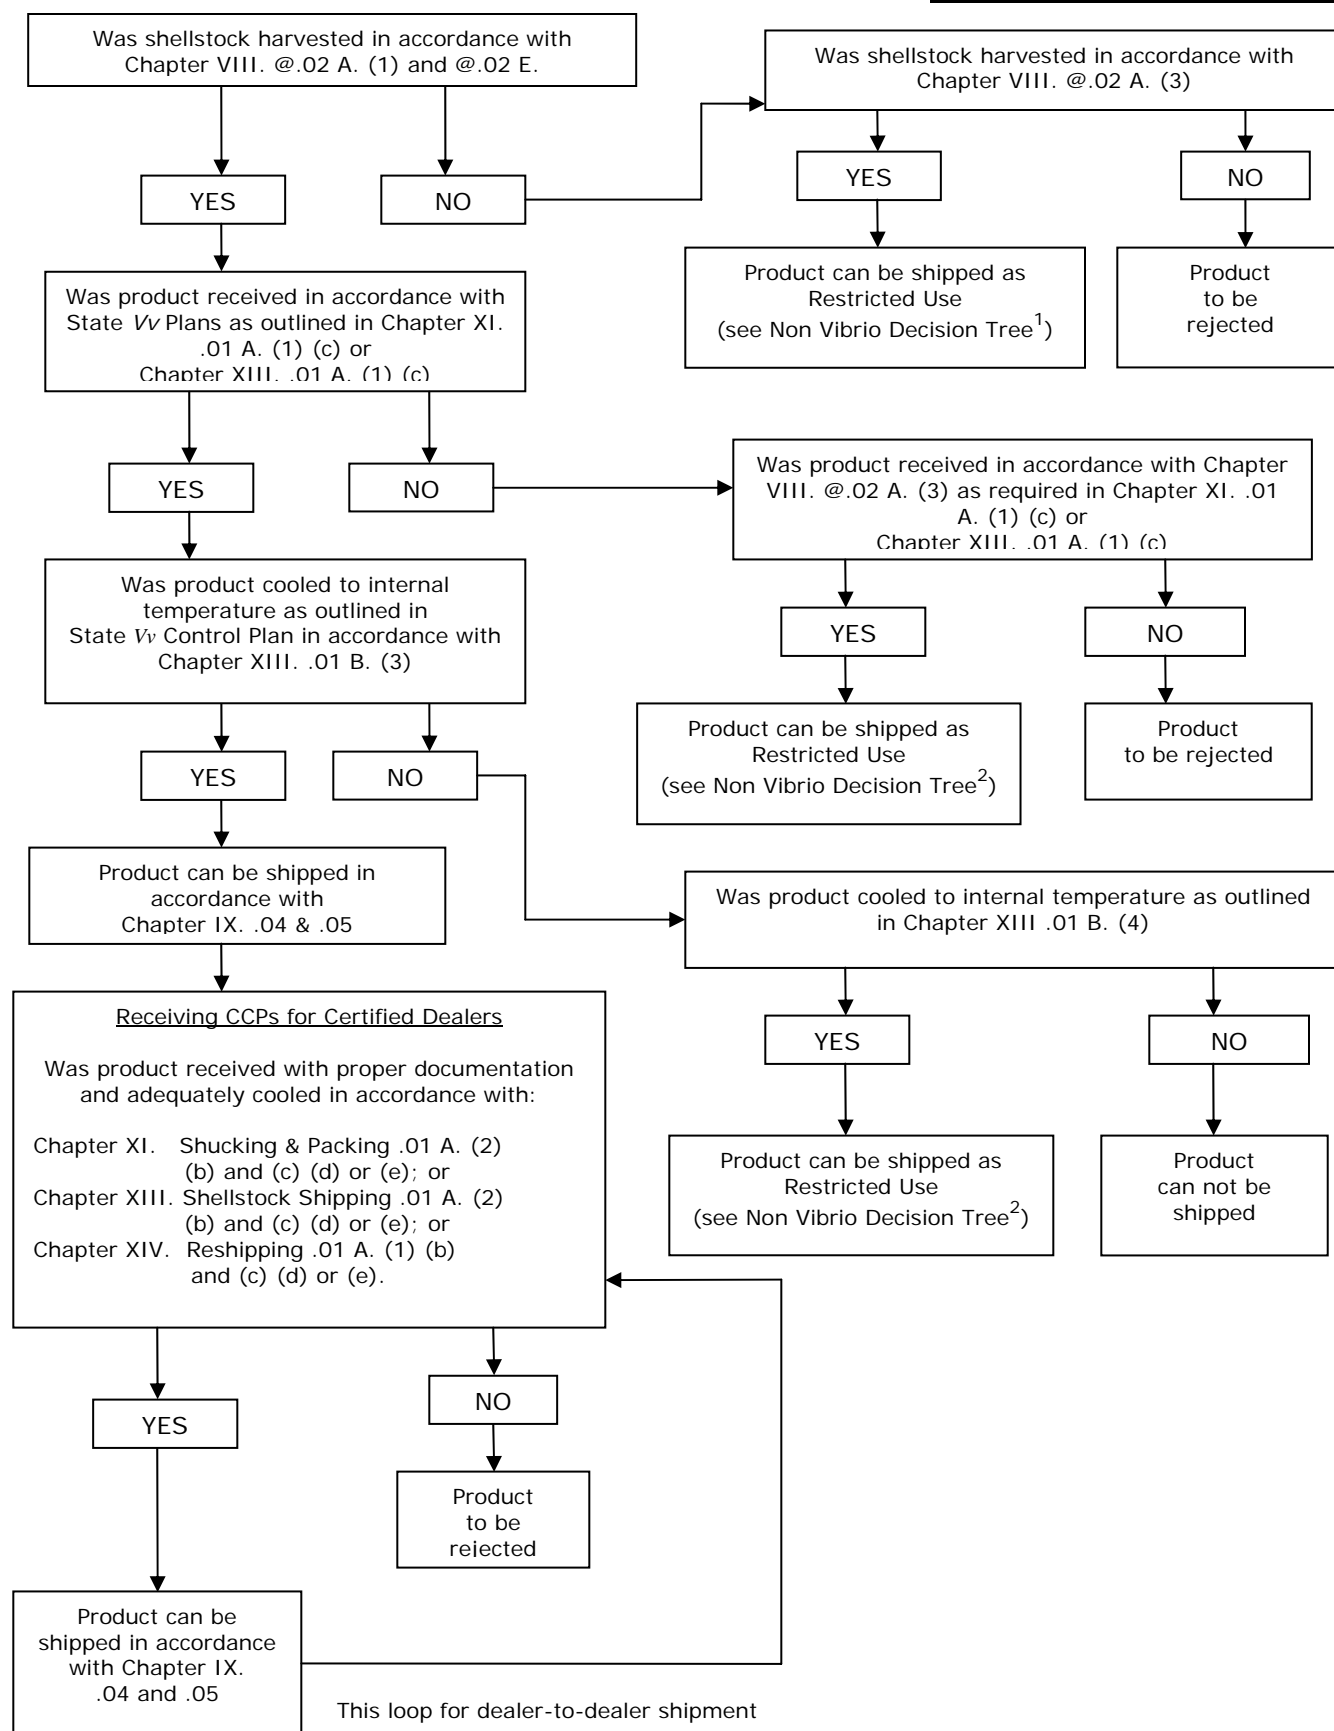 Was shellstock harvested in accordance with
Chapter VIII. @.02 A. (1) and @.02 E.
Was shellstock harvested in accordance with
Chapter VIII. @.02 A. (3)
YES
NO
YES
NO
Product can be shipped as
Restricted Use
(see Non Vibrio Decision Tree1)
Product
to be
rejected
Was product received in accordance with
State Vv Plans as outlined in Chapter XI.
.01 A. (1) (c) or
Chapter XIII. .01 A. (1) (c)
YES
NO
Was product received in accordance with Chapter
VIII. @.02 A. (3) as required in Chapter XI. .01
A. (1) (c) or
Chapter XIII. .01 A. (1) (c)
YES
NO
Product can be shipped as
Restricted Use
(see Non Vibrio Decision Tree2)
Product
to be rejected
Was product cooled to internal
temperature as outlined in
State Vv Control Plan in accordance with
Chapter XIII. .01 B. (3)
YES
NO
Product can be shipped in
accordance with
Chapter IX. .04 & .05
Was product cooled to internal temperature as outlined
in Chapter XIII .01 B. (4)
YES
NO
Product can be shipped as
Restricted Use
(see Non Vibrio Decision Tree2)
Product
can not be
shipped
Receiving CCPs for Certified Dealers
Was product received with proper documentation
and adequately cooled in accordance with:
Chapter XI. Shucking & Packing .01 A. (2)
(b) and (c) (d) or (e); or
Chapter XIII. Shellstock Shipping .01 A. (2)
(b) and (c) (d) or (e); or
Chapter XIV. Reshipping .01 A. (1) (b)
and (c) (d) or (e).
YES
NO
Product
to be
rejected
Product can be
shipped in accordance
with Chapter IX.
.04 and .05
This loop for dealer-to-dealer shipment